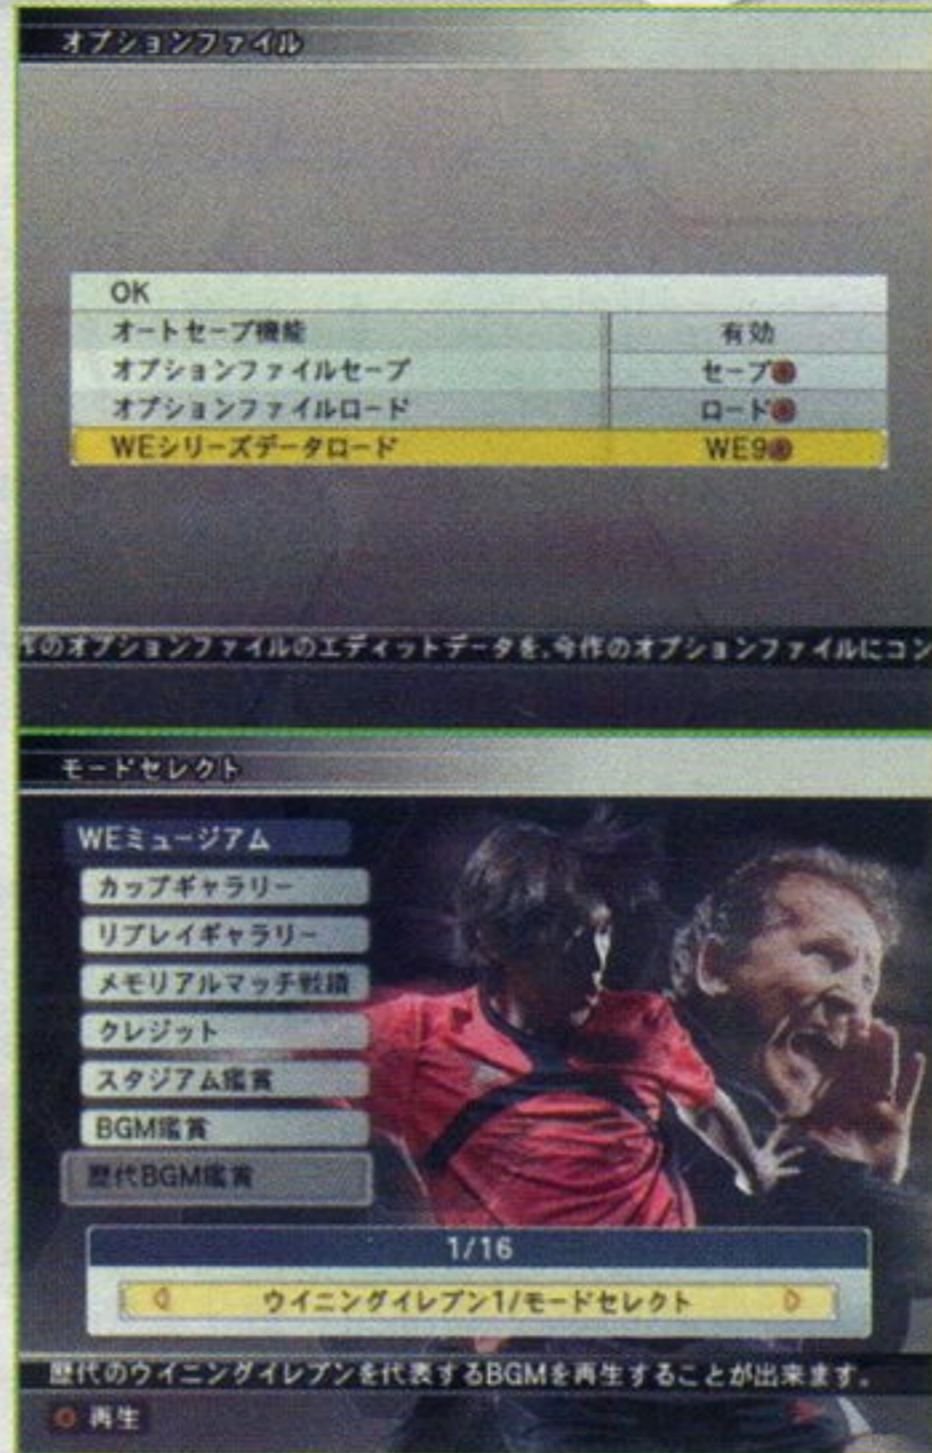 オプションファイル
OK
オートセーブ機能 有効
オプションファイルセーブ セーブ
オプションファイルロード ロード
WEシリーズデータロード WE9
のオプションファイルのエディットデータを、今作のオプションファイルにコン
モードセレクト
WEミュージアム
カップギャラリー
リプレイギャラリー
メモリアルマッチ戦績
クレジット
スタジアム鑑賞
BGM鑑賞
歴代BGM鑑賞
1/16
ウイニングイレブン1/モードセレクト
歴代のウイニングイレブンを代表するBGMを再生することが出来ます。
再生